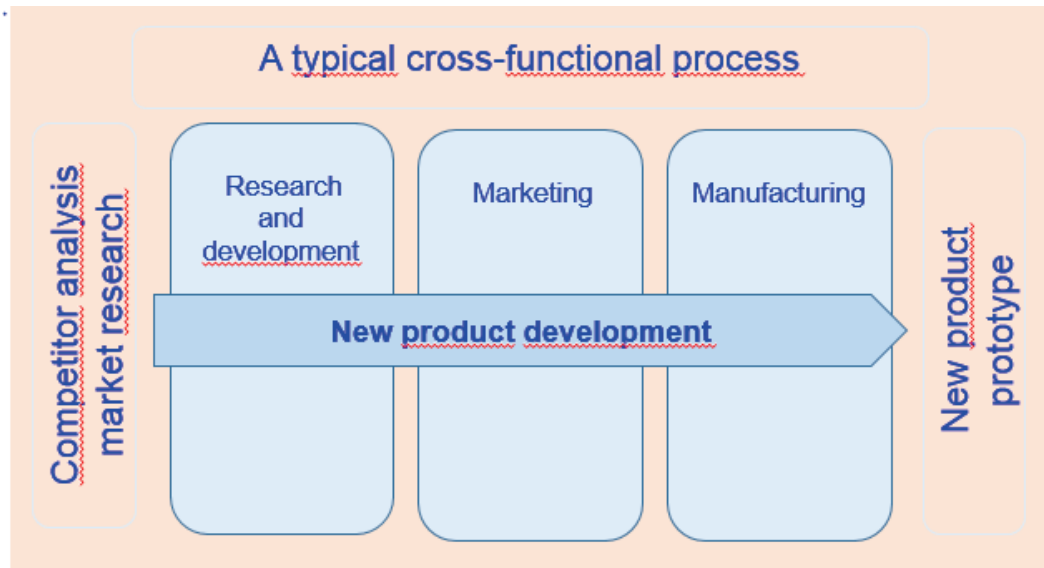 A typical cross-functional process
Competitor analysis
market research
Research
and
development
Marketing
Manufacturing
New product development
New product
prototype